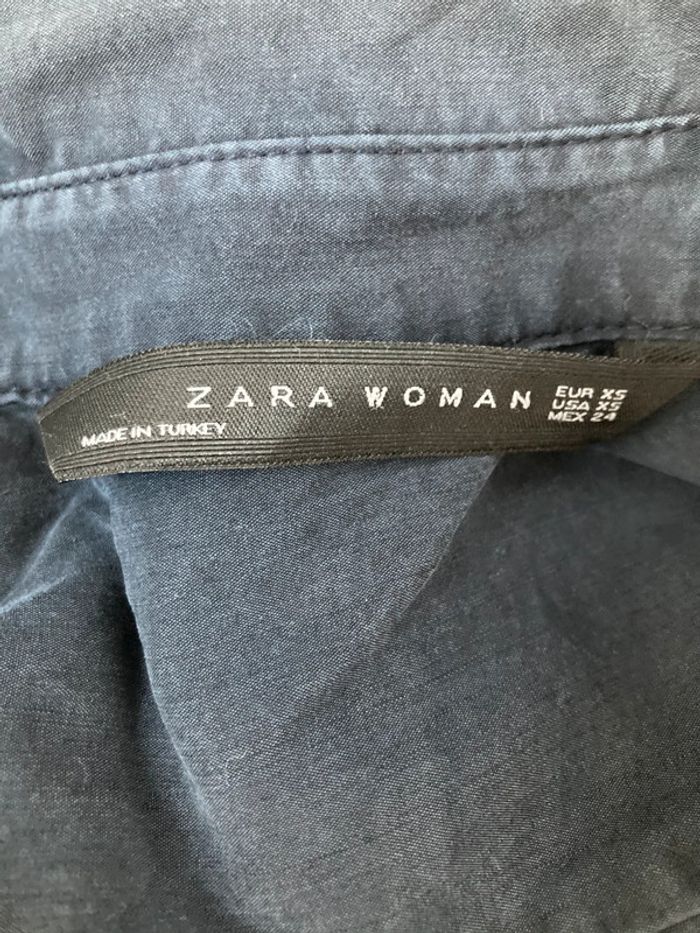 ZARA WOMAN
EUR XS
USA XS
MEX 24
MADE IN TURKEY